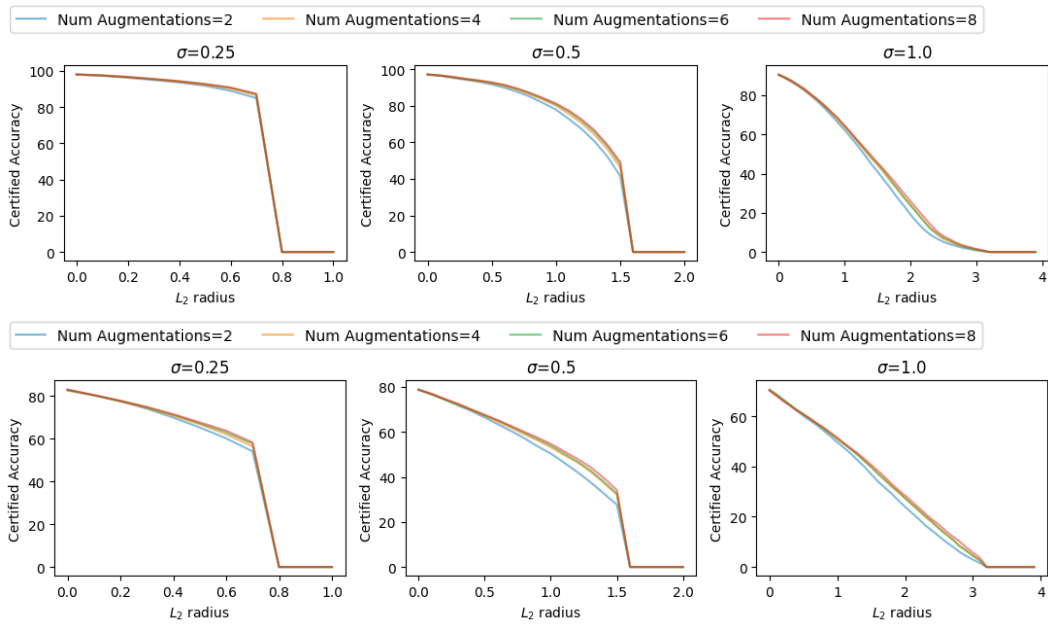 Num Augmentations=2 Num Augmentations=4 Num Augmentations=6 Num Augmentations=8
σ=0.25 σ=0.5 σ=1.0
Certified Accuracy
100
80
60
40
20
0
0.0 0.2 0.4 0.6 0.8 1.0
L₂ radius
Certified Accuracy
100
80
60
40
20
0
0.0 0.5 1.0 1.5 2.0
L₂ radius
Certified Accuracy
80
60
40
20
0
0 1 2 3 4
L₂ radius
Num Augmentations=2 Num Augmentations=4 Num Augmentations=6 Num Augmentations=8
σ=0.25 σ=0.5 σ=1.0
Certified Accuracy
80
60
40
20
0
0.0 0.2 0.4 0.6 0.8 1.0
L₂ radius
Certified Accuracy
80
60
40
20
0
0.0 0.5 1.0 1.5 2.0
L₂ radius
Certified Accuracy
60
40
20
0
0 1 2 3 4
L₂ radius